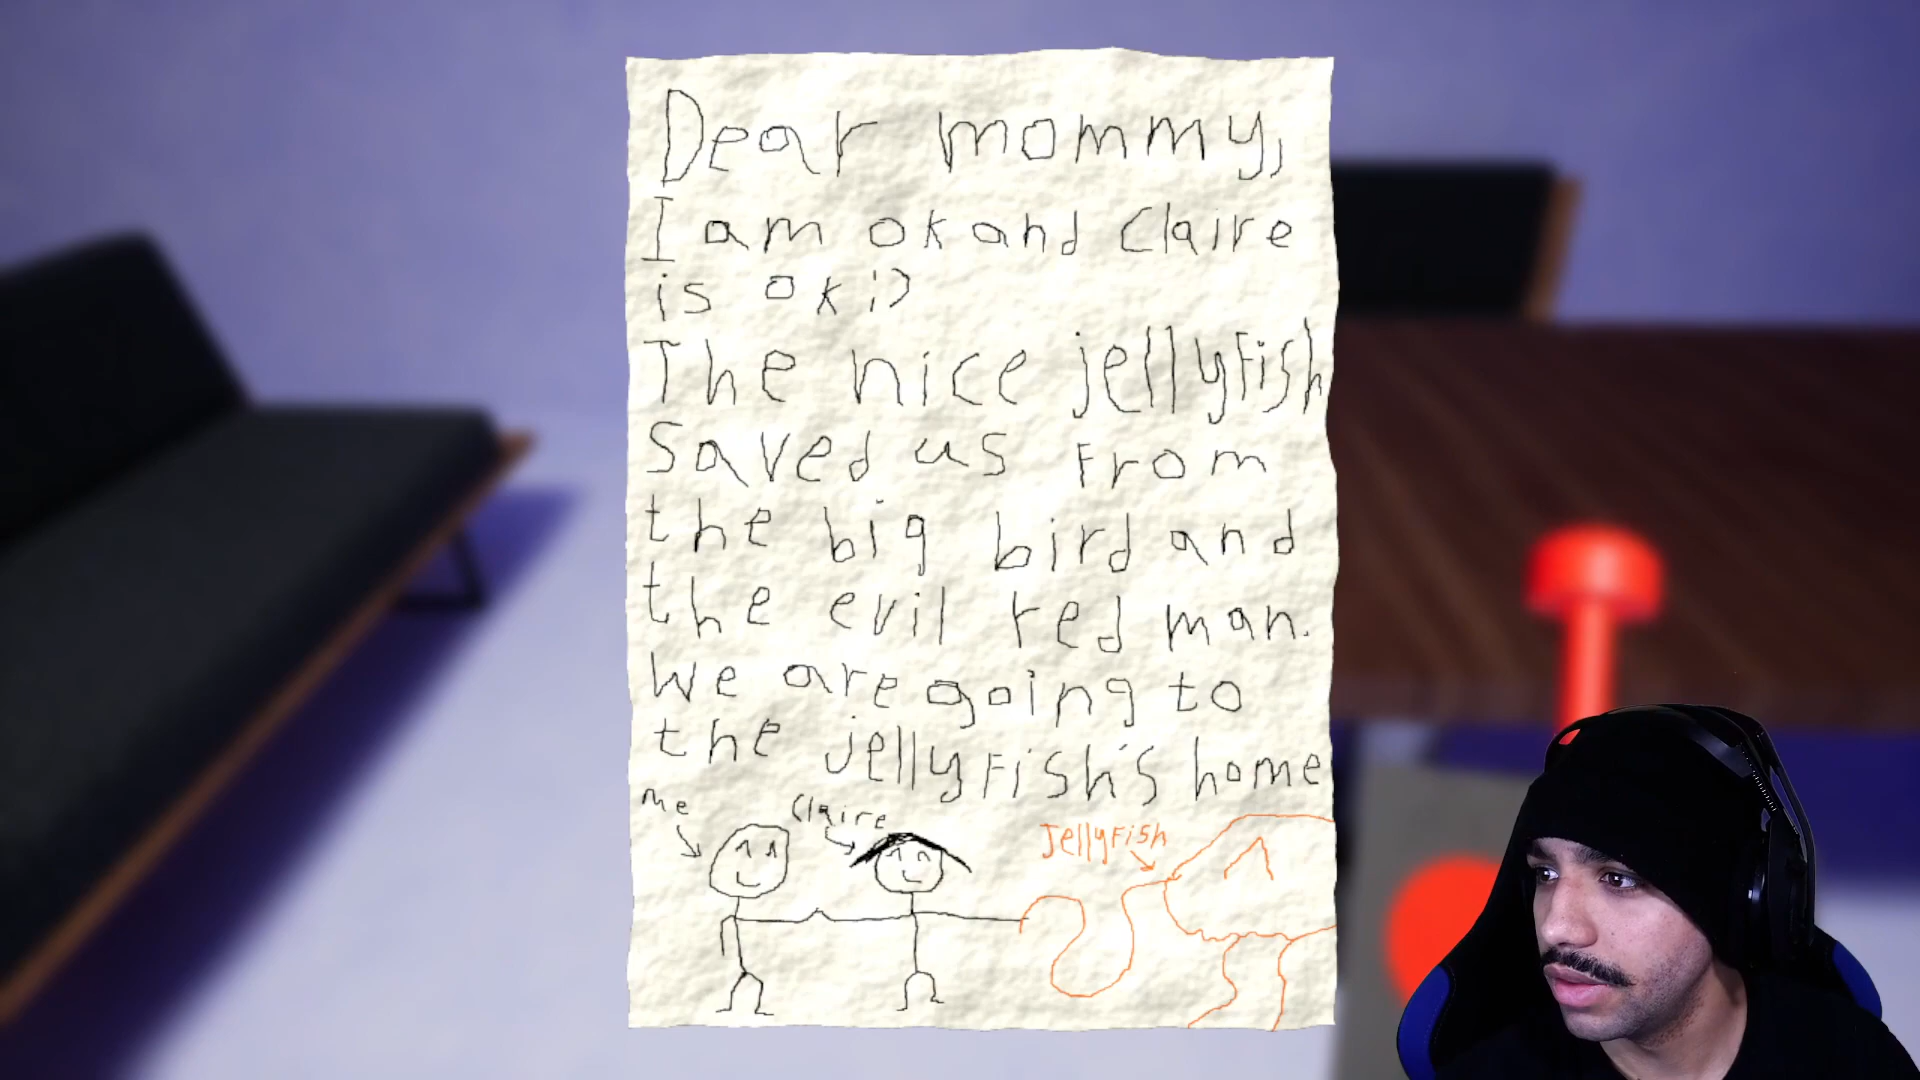 Dear mommy,
I am ok and Claire
is ok :)
The nice jellyfish
saved us from
the big bird and
the evil red man.
We are going to
the jellyfish's home
Me
Claire
Jellyfish